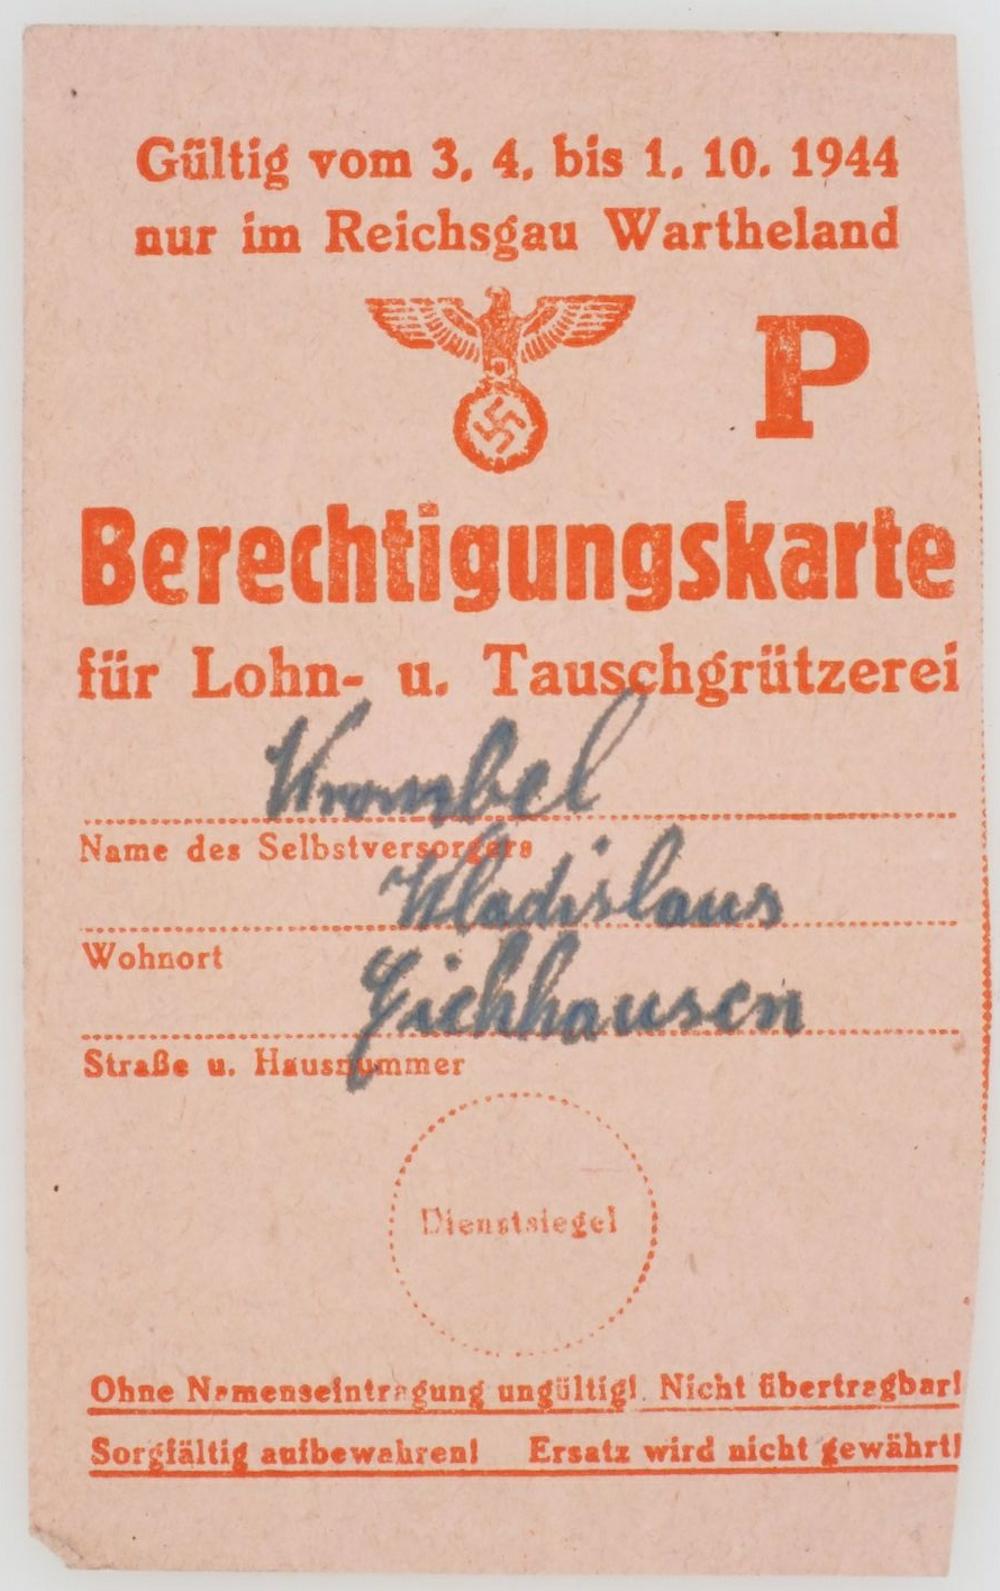 Gültig vom 3. 4. bis 1. 10. 1944
nur im Reichsgau Wartheland
P
Berechtigungskarte
für Lohn- u. Tauschgrützerei
Krombel
Name des Selbstversorgers
Wladislaus
Wohnort
Eichhausen
Straße u. Hausnummer
Dienstsiegel
Ohne Namenseintragung ungültig! Nicht übertragbar!
Sorgfältig aufbewahren! Ersatz wird nicht gewährt!